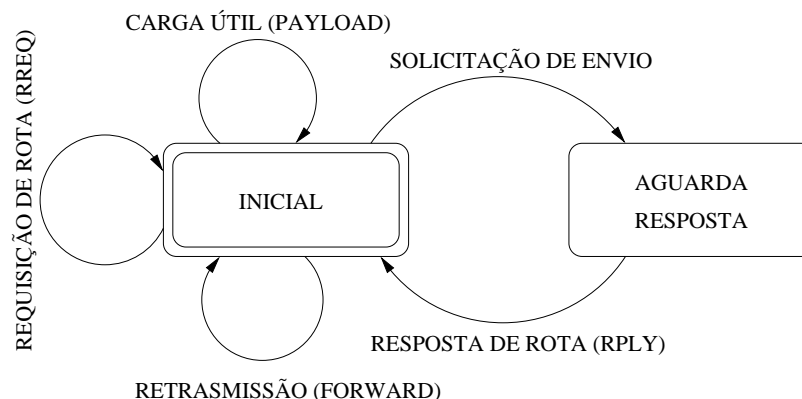 CARGA ÚTIL (PAYLOAD)
SOLICITAÇÃO DE ENVIO
REQUISIÇÃO DE ROTA (RREQ)
INICIAL
AGUARDA
RESPOSTA
RESPOSTA DE ROTA (RPLY)
RETRASMISSÃO (FORWARD)